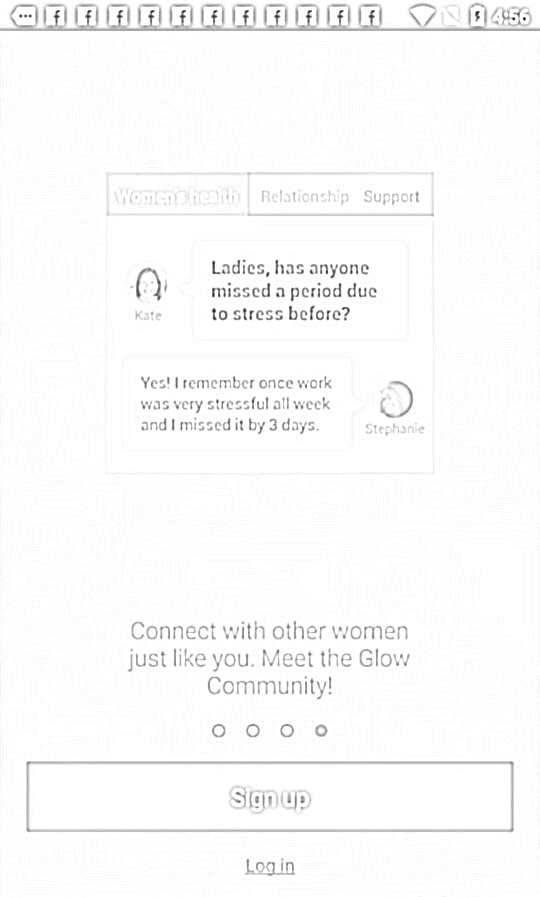 4:56
Women's health Relationship Support
Ladies, has anyone
missed a period due
to stress before?
Kate
Yes! I remember once work
was very stressful all week
and I missed it by 3 days.
Stephanie
Connect with other women
just like you. Meet the Glow
Community!
Sign up
Log in